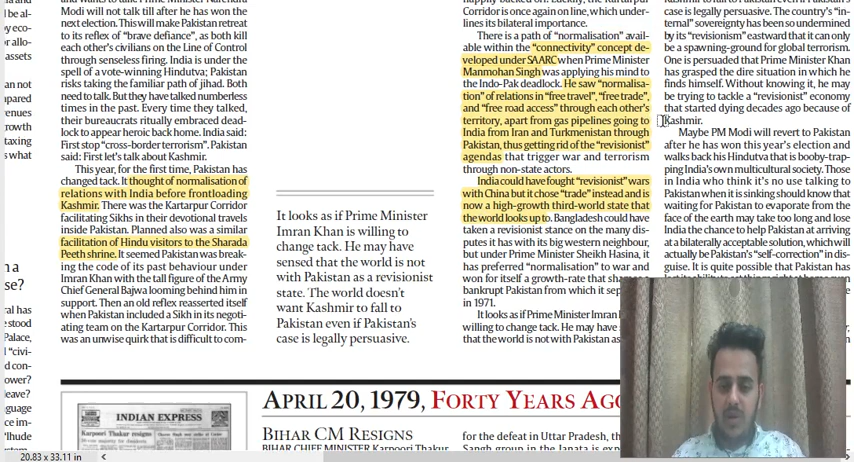 Modi will not talk till after he has won the
next election. This will make Pakistan retreat
to its reflex of "brave defiance", as both kill
each other's civilians on the Line of Control
through senseless firing. India is under the
spell of a vote-winning Hindutva; Pakistan
risks taking the familiar path of jihad. Both
need to talk. But they have talked numberless
times in the past. Every time they talked,
their bureaucrats ritually embraced dead-
lock to appear heroic back home. India said:
First stop "cross-border terrorism". Pakistan
said: First let's talk about Kashmir.
This year, for the first time, Pakistan has
changed tack. It thought of normalisation of
relations with India before frontloading
Kashmir. There was the Kartarpur Corridor
facilitating Sikhs in their devotional travels
inside Pakistan. Planned also was a similar
facilitation of Hindu visitors to the Sharada
Peeth shrine. It seemed Pakistan was break-
ing the code of its past behaviour under
Imran Khan with the tall figure of the Army
Chief General Bajwa looming behind him in
support. Then an old reflex reasserted itself
when Pakistan included a Sikh in its negoti-
ating team on the Kartarpur Corridor. This
was an unwise quirk that is difficult to com-
It looks as if Prime Minister
Imran Khan is willing to
change tack. He may have
sensed that the world is not
with Pakistan as a revisionist
state. The world doesn't
want Kashmir to fall to
Pakistan even if Pakistan's
case is legally persuasive.
Corridor is once again on line, which under-
lines its bilateral importance.
There is a path of "normalisation" avail-
able within the "connectivity" concept de-
veloped under SAARC when Prime Minister
Manmohan Singh was applying his mind to
the Indo-Pak deadlock. He saw "normalisa-
tion" of relations in "free travel", "free trade",
and "free road access" through each other's
territory, apart from gas pipelines going to
India from Iran and Turkmenistan through
Pakistan, thus getting rid of the "revisionist"
agendas that trigger war and terrorism
through non-state actors.
India could have fought "revisionist" wars
with China but it chose "trade" instead and is
now a high-growth third-world state that
the world looks up to. Bangladesh could have
taken a revisionist stance on the many dis-
putes it has with its big western neighbour,
but under Prime Minister Sheikh Hasina, it
has preferred "normalisation" to war and
won for itself a growth-rate that
bankrupt Pakistan from which it
in 1971.
It looks as if Prime Minister Imran
willing to change tack. He may have
that the world is not with Pakistan as
case is legally persuasive. The country's "in-
ternal" sovereignty has been so undermined
by its "revisionism" eastward that it can only
be a spawning-ground for global terrorism.
One is persuaded that Prime Minister Khan
has grasped the dire situation in which he
finds himself. Without knowing it, he may
be trying to tackle a "revisionist" economy
that started dying decades ago because of
Kashmir.
Maybe PM Modi will revert to Pakistan
after he has won this year's election and
walks back his Hindutva that is booby-trap-
ping India's own multicultural society. Those
in India who think it's no use talking to
Pakistan when it is sinking should know that
waiting for Pakistan to evaporate from the
face of the earth may take too long and lose
India the chance to help Pakistan at arriving
at a bilaterally acceptable solution, which will
actually be Pakistan's "self-correction" in dis-
guise. It is quite possible that Pakistan has
APRIL 20, 1979, FORTY YEARS AGO
INDIAN EXPRESS
Karpoori Thakur resigns
BIHAR CM RESIGNS
BIHAR CHIEF MINISTER Karpoori Thakur
for the defeat in Uttar Pradesh, the
Sangh group in the Janata is
20.83 x 33.11 in